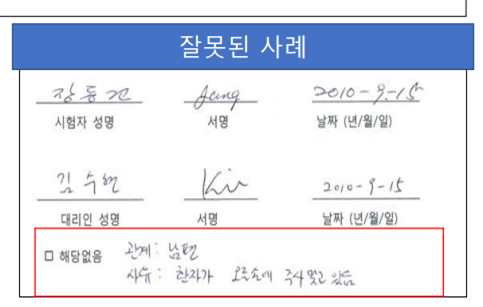 잘못된 사례
장동건 Jang 2010-9-15
시험자 성명 서명 날짜 (년/월/일)
김수현 Kim 2010-9-15
대리인 성명 서명 날짜 (년/월/일)
□ 해당없음 관계: 남편
사유: 환자가 오른손에 주사 맞고 있음